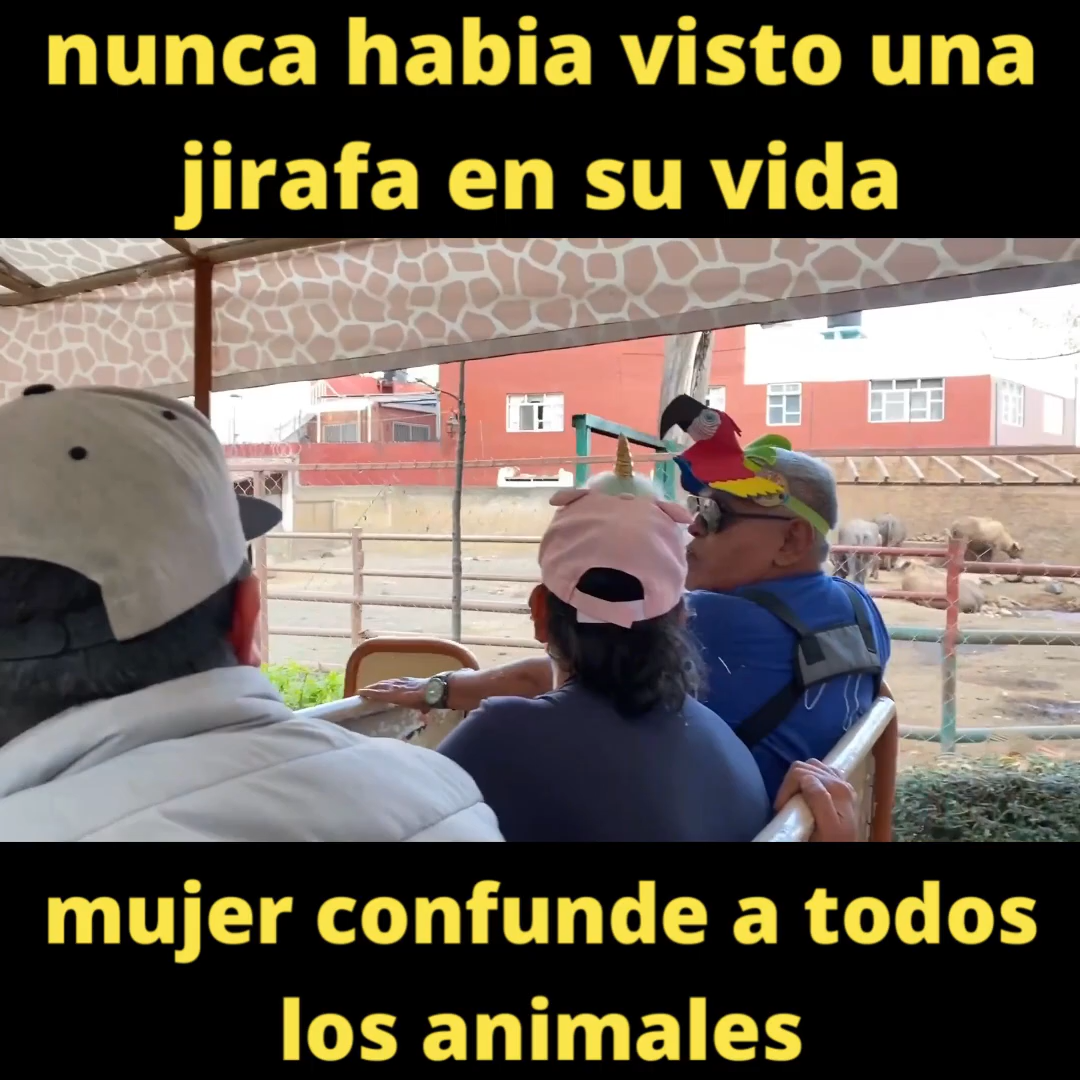 nunca habia visto una
jirafa en su vida
mujer confunde a todos
los animales